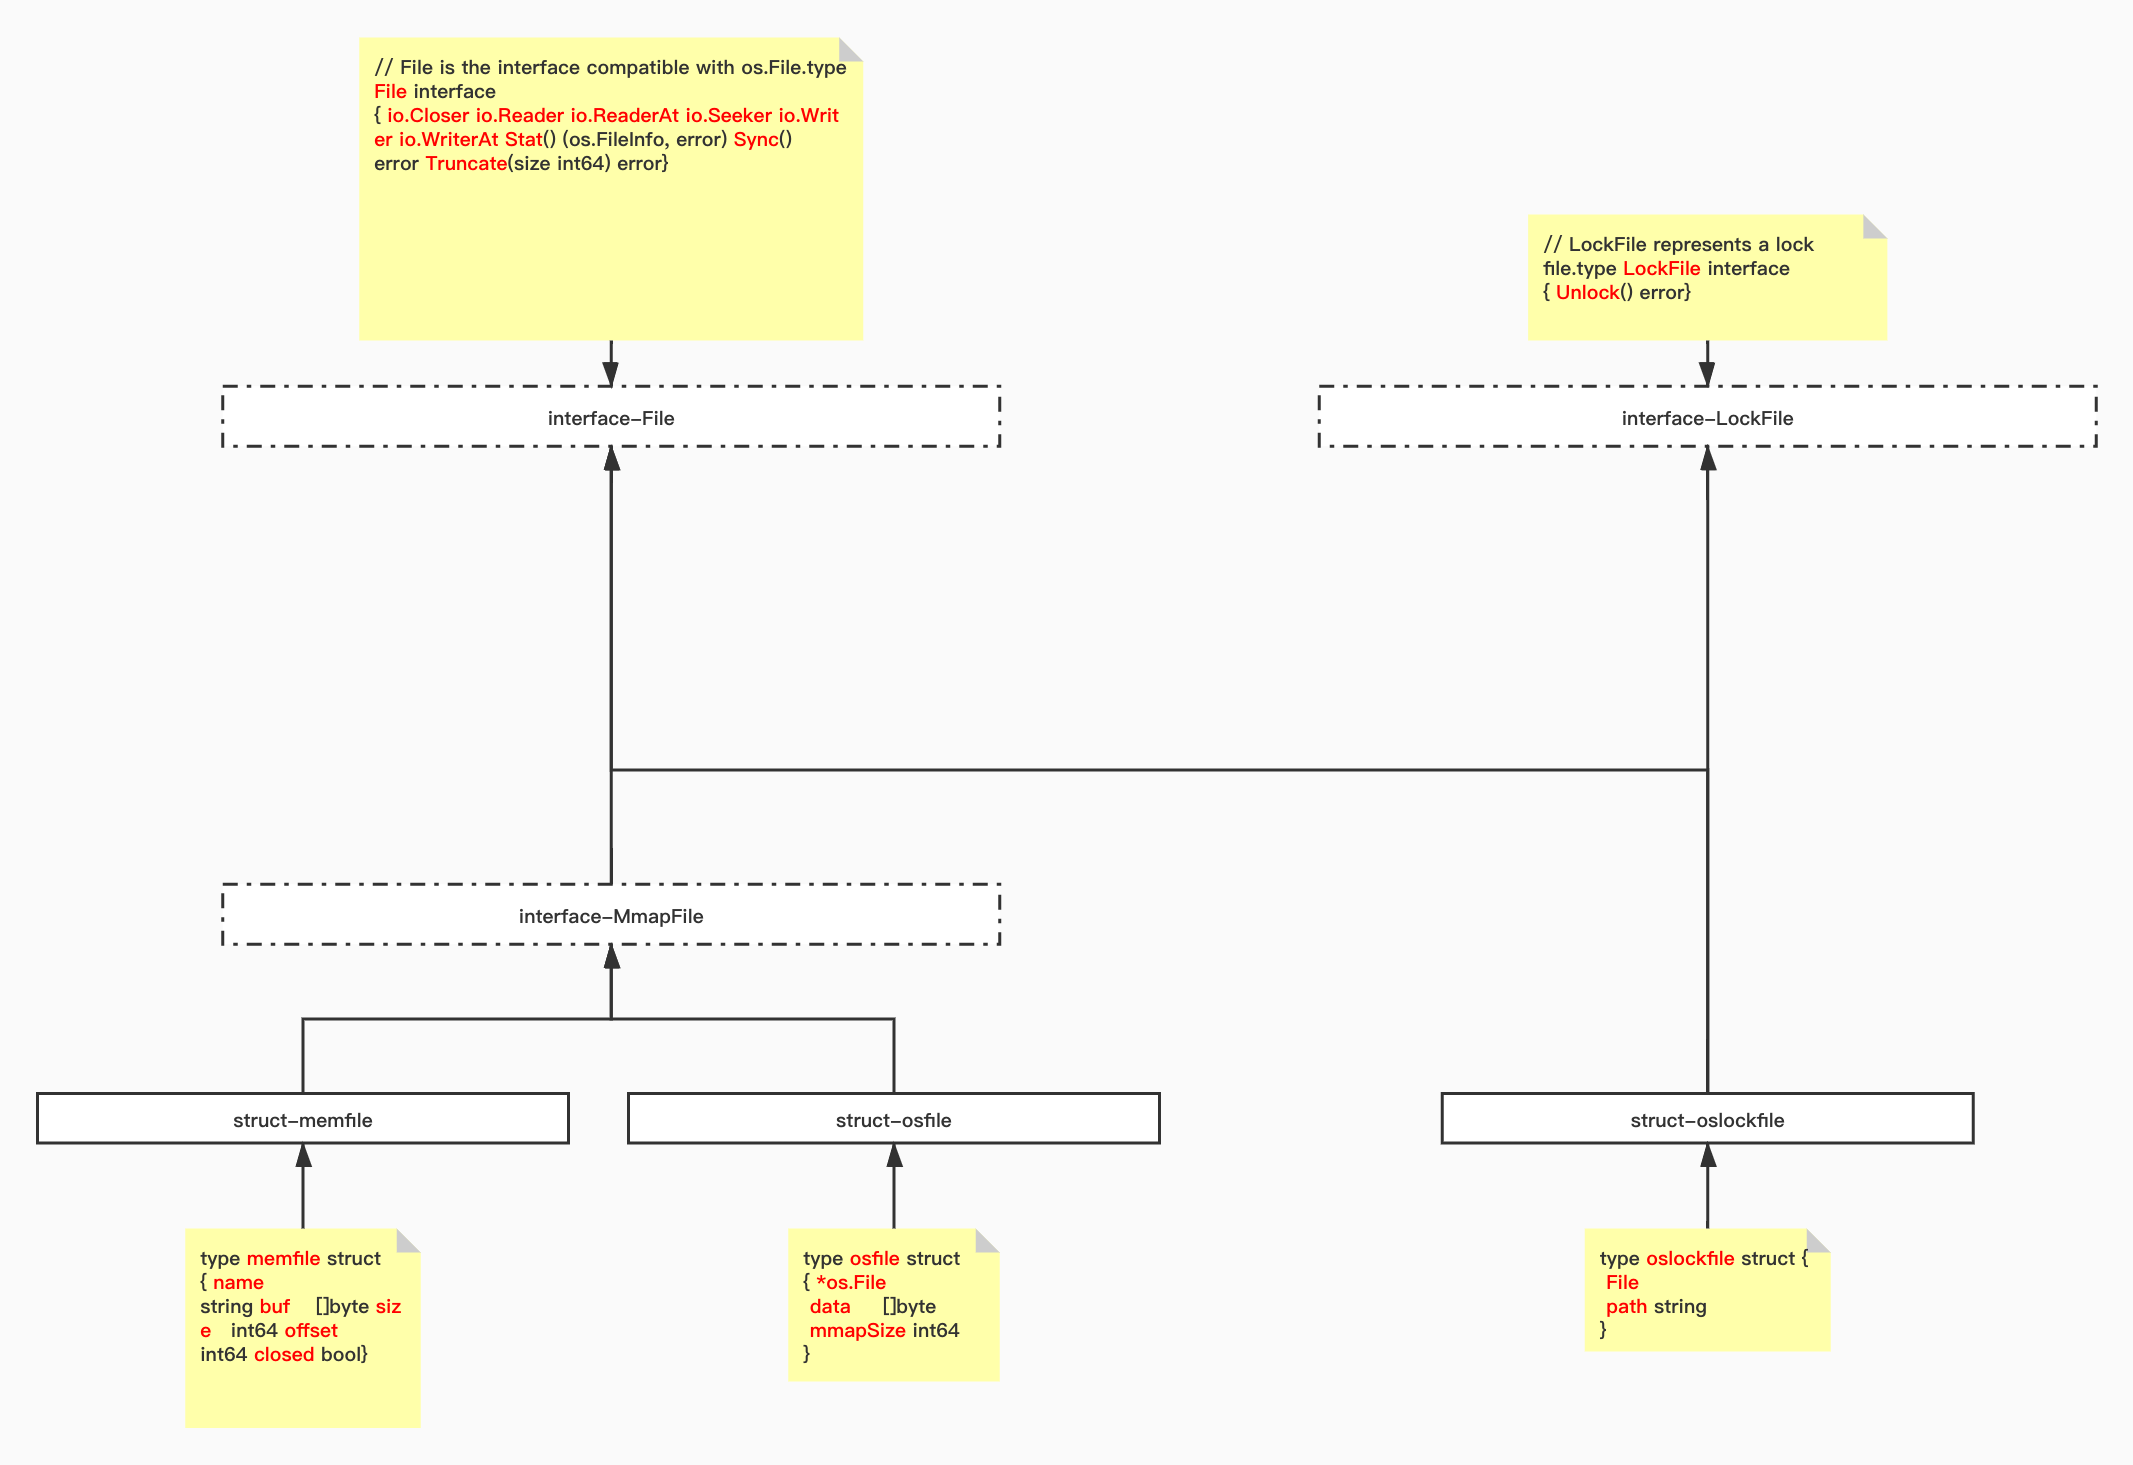 // File is the interface compatible with os.File.type
File interface
{ io.Closer io.Reader io.ReaderAt io.Seeker io.Writ
er io.WriterAt Stat() (os.FileInfo, error) Sync()
error Truncate(size int64) error}
// LockFile represents a lock
file.type LockFile interface
{ Unlock() error}
interface-File
interface-LockFile
interface-MmapFile
struct-memfile
struct-osfile
struct-oslockfile
type memfile struct
{ name
string buf    []byte siz
e   int64 offset
int64 closed bool}
type osfile struct
{ *os.File
data     []byte
mmapSize int64
}
type oslockfile struct {
File
path string
}